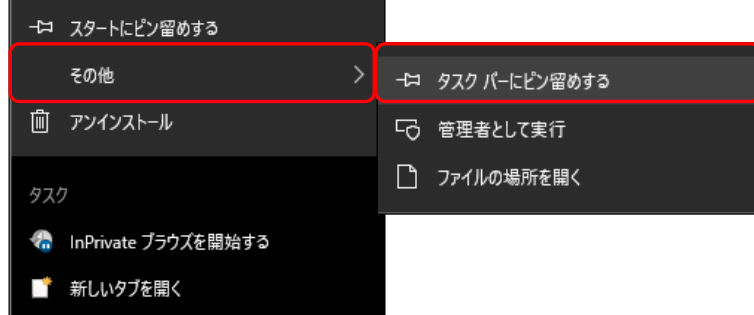 スタートにピン留めする
その他
アンインストール
タスク
InPrivate ブラウズを開始する
新しいタブを開く
タスク バーにピン留めする
管理者として実行
ファイルの場所を開く